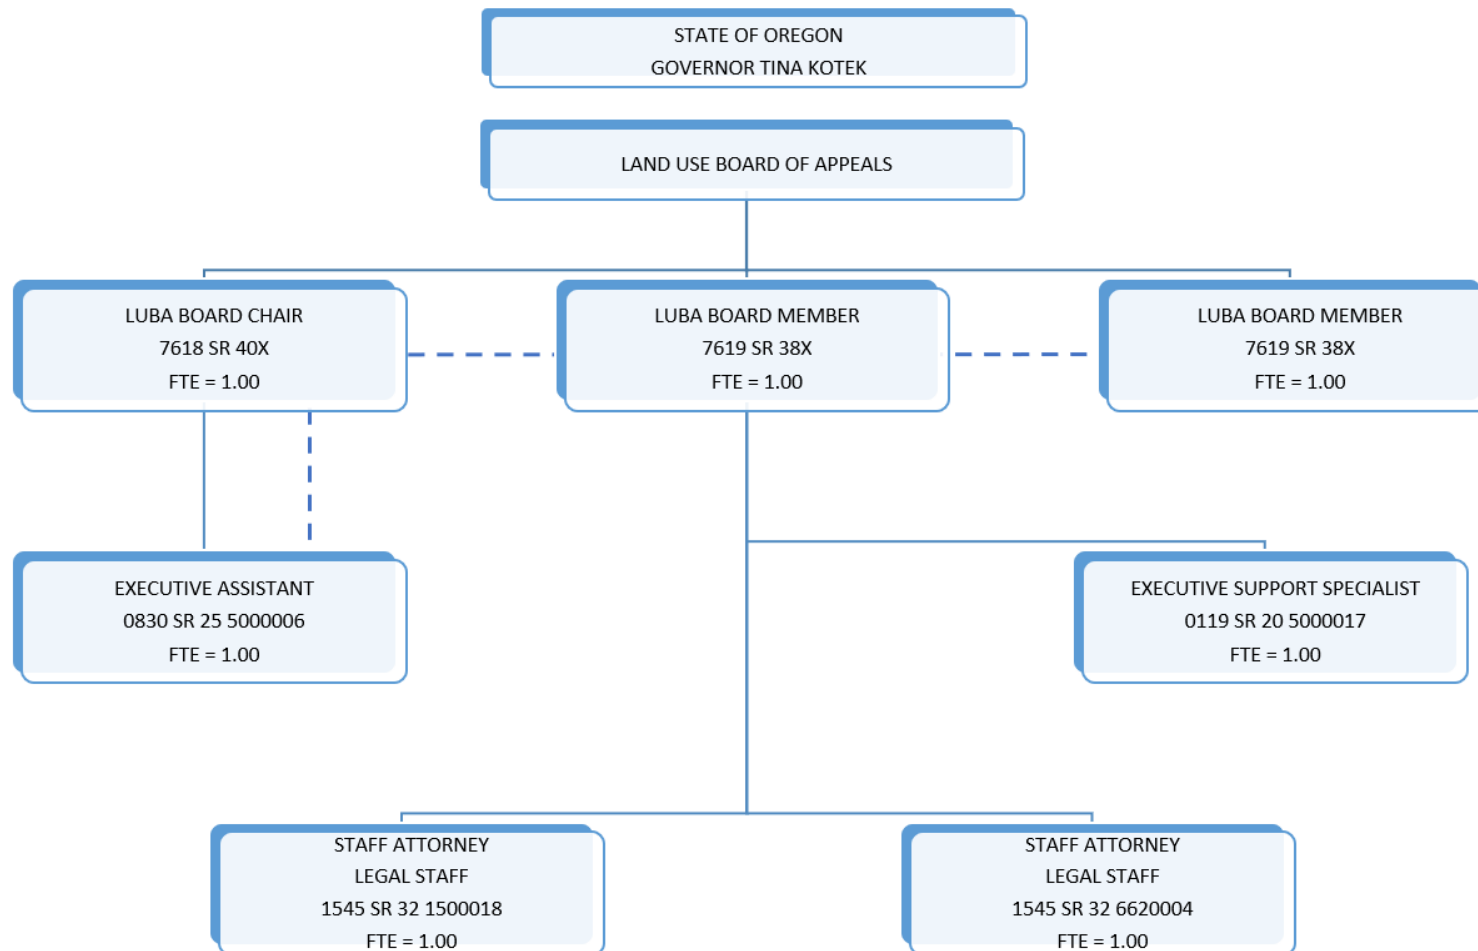 STATE OF OREGON
GOVERNOR TINA KOTEK
LAND USE BOARD OF APPEALS
LUBA BOARD CHAIR
7618 SR 40X
FTE = 1.00
LUBA BOARD MEMBER
7619 SR 38X
FTE = 1.00
LUBA BOARD MEMBER
7619 SR 38X
FTE = 1.00
EXECUTIVE ASSISTANT
0830 SR 25 5000006
FTE = 1.00
EXECUTIVE SUPPORT SPECIALIST
0119 SR 20 5000017
FTE = 1.00
STAFF ATTORNEY
LEGAL STAFF
1545 SR 32 1500018
FTE = 1.00
STAFF ATTORNEY
LEGAL STAFF
1545 SR 32 6620004
FTE = 1.00